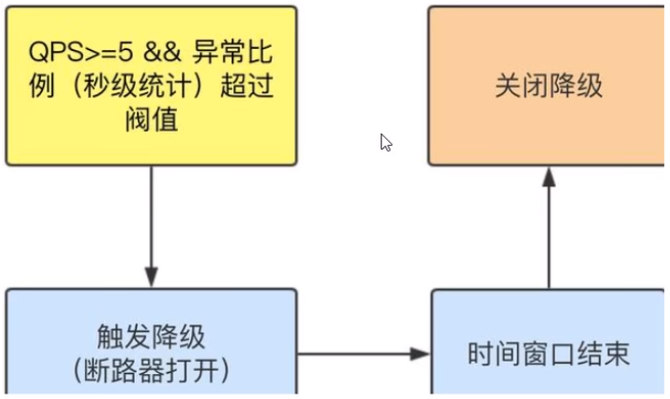 QPS>=5 && 异常比
例（秒级统计）超过
阀值
关闭降级
触发降级
（断路器打开）
时间窗口结束